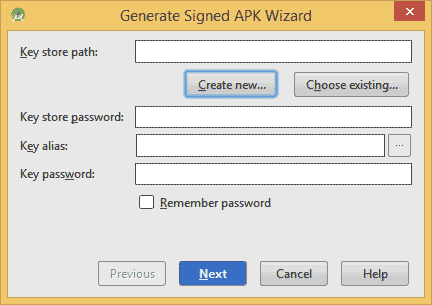 Generate Signed APK Wizard
Key store path:
Create new... Choose existing...
Key store password:
Key alias:
...
Key password:
Remember password
Previous Next Cancel Help